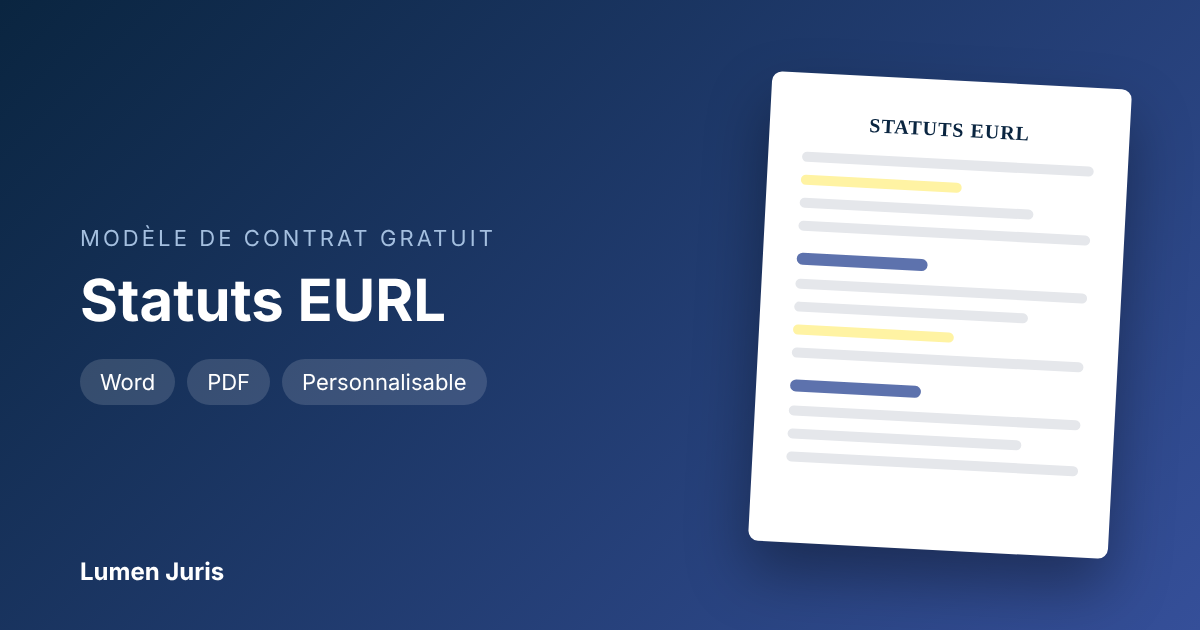 MODÈLE DE CONTRAT GRATUIT
Statuts EURL
Word
PDF
Personnalisable
Lumen Juris
STATUTS EURL